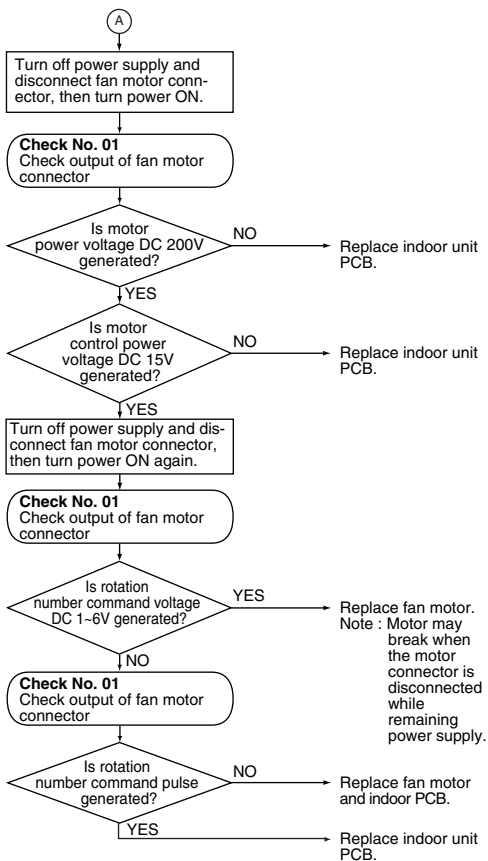 A
Turn off power supply and
disconnect fan motor conn-
ector, then turn power ON.
Check No. 01
Check output of fan motor
connector
Is motor
power voltage DC 200V
generated?
NO
Replace indoor unit
PCB.
YES
Is motor
control power
voltage DC 15V
generated?
NO
Replace indoor unit
PCB.
YES
Turn off power supply and dis-
connect fan motor connector,
then turn power ON again.
Check No. 01
Check output of fan motor
connector
Is rotation
number command voltage
DC 1~6V generated?
YES
Replace fan motor.
Note : Motor may
break when
the motor
connector is
disconnected
while
remaining
power supply.
NO
Check No. 01
Check output of fan motor
connector
Is rotation
number command pulse
generated?
NO
Replace fan motor
and indoor PCB.
YES
Replace indoor unit
PCB.